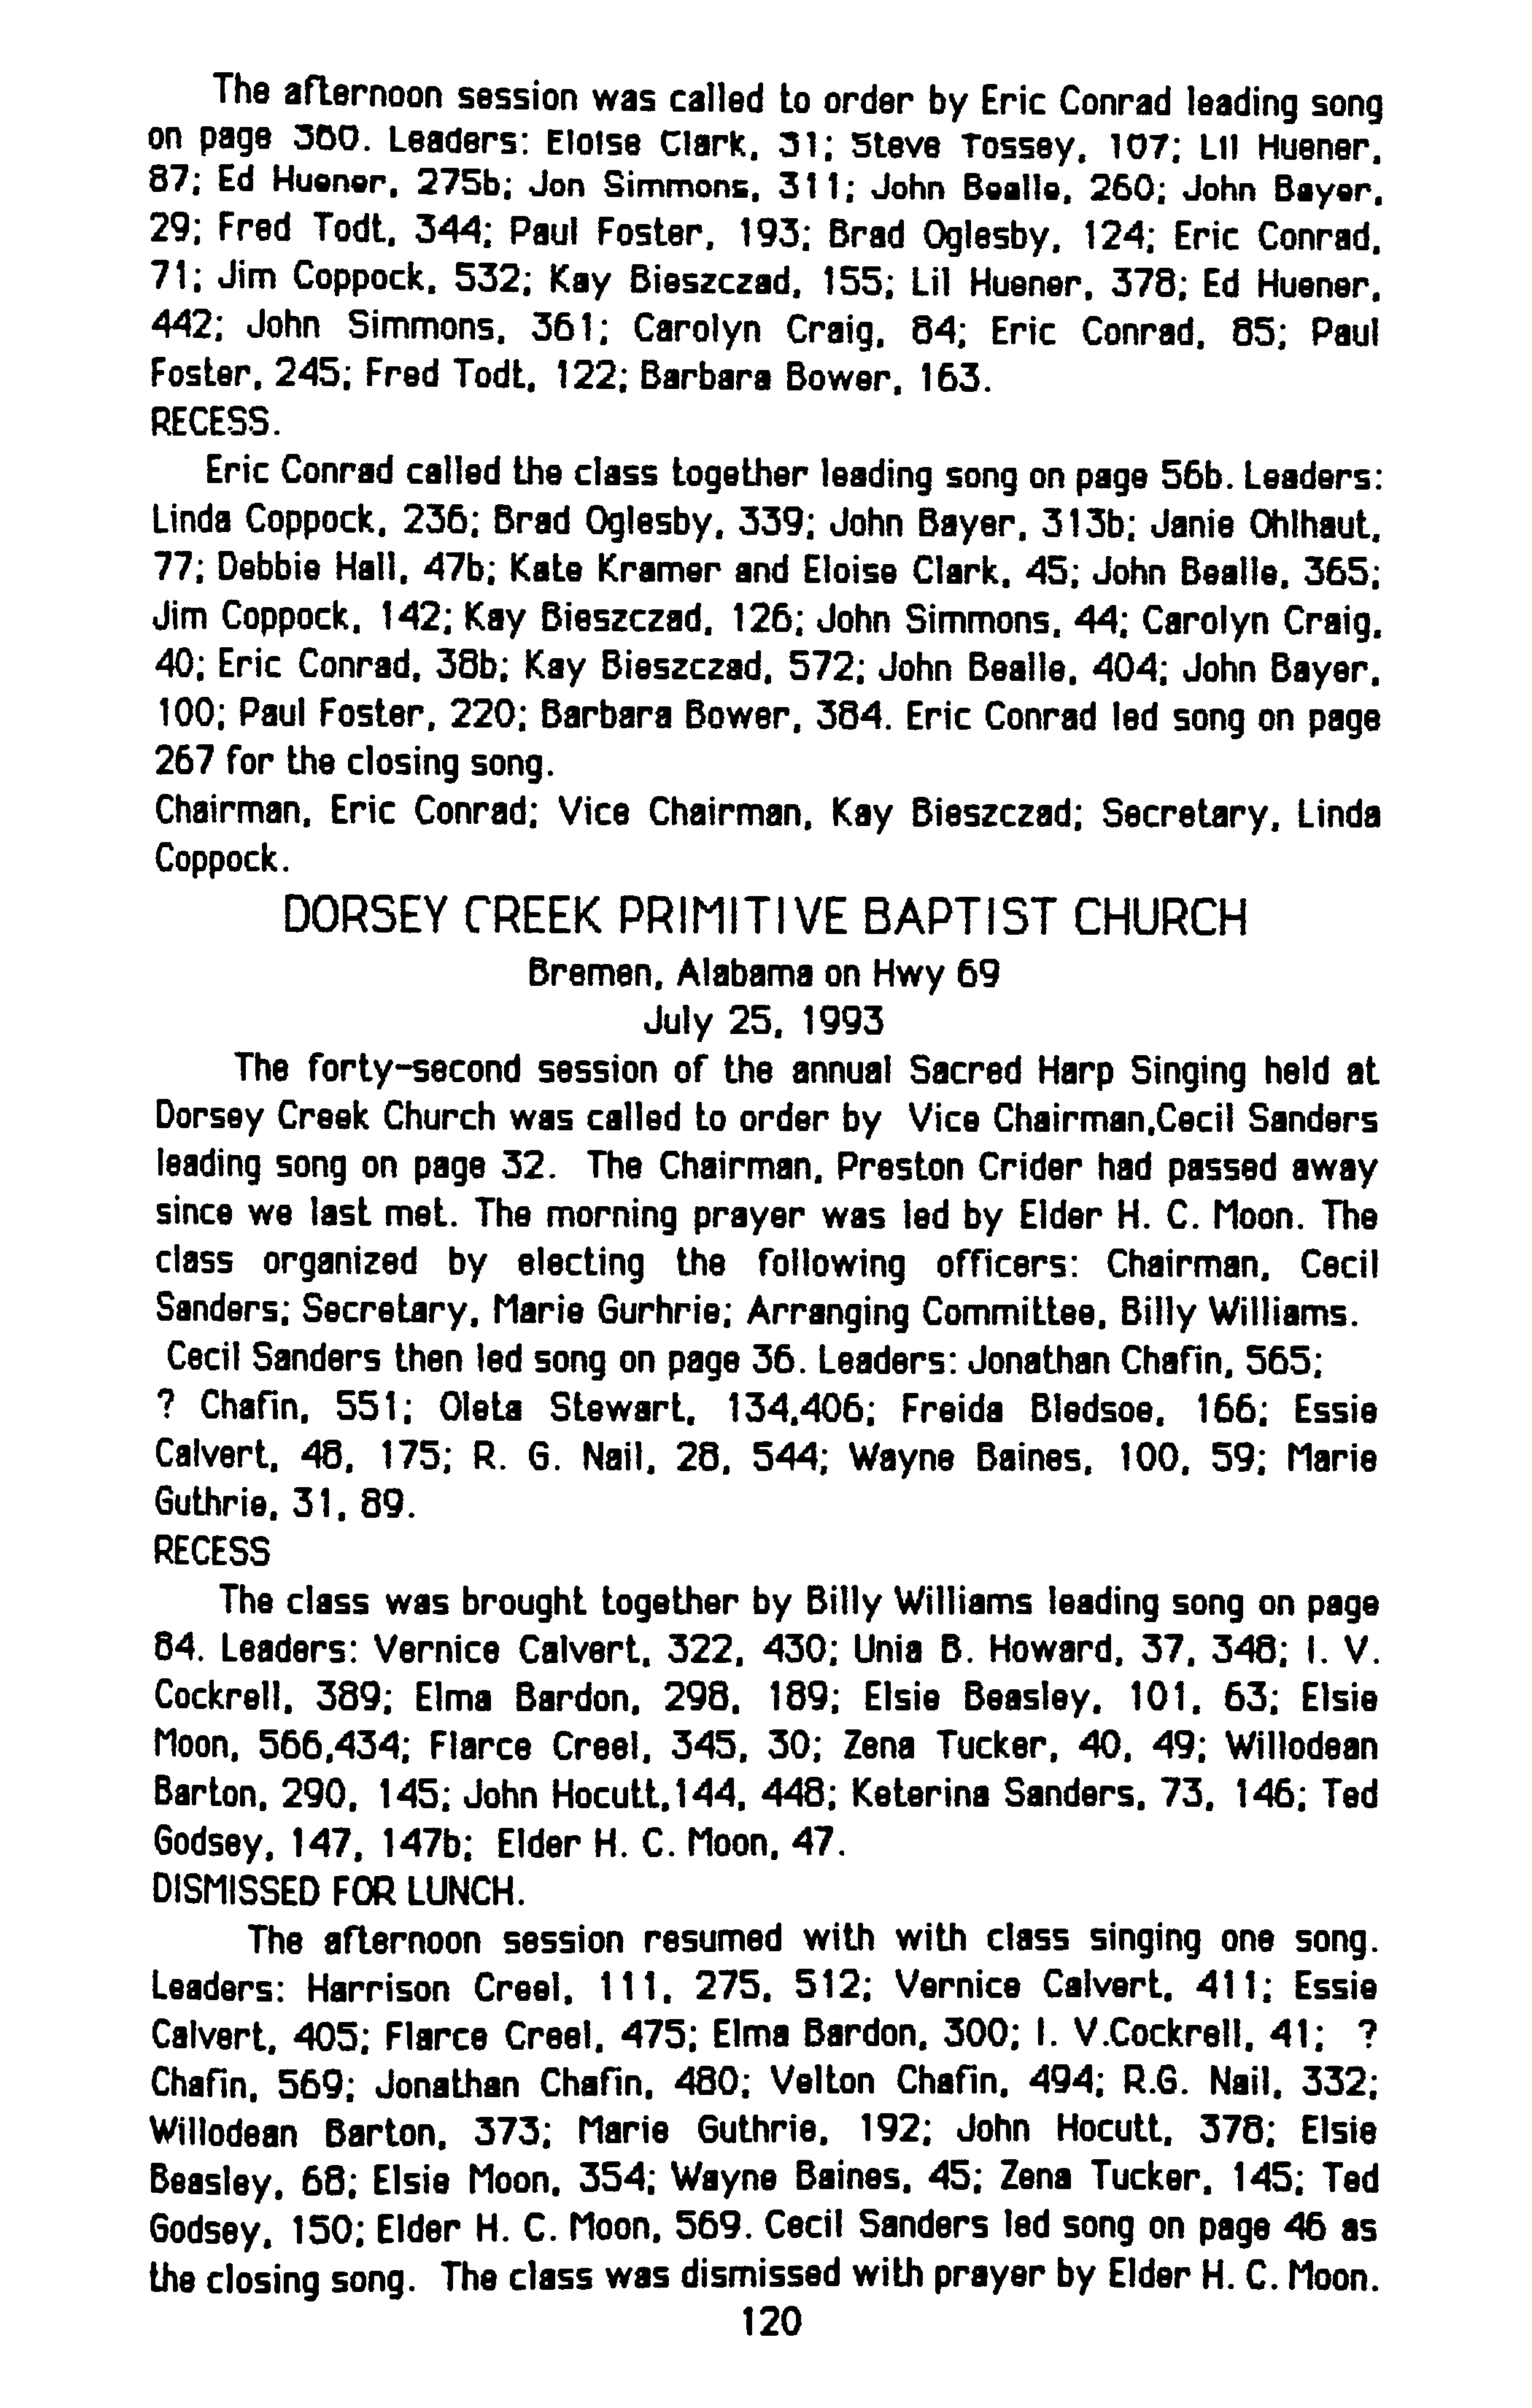 The afternoon session was called to order by Eric Conrad leading song
on page 360. Leaders: Eloise Clark, 31; Steve Tossey, 107; Lil Huener,
87; Ed Huener, 275b; Jon Simmons, 311; John Bealle, 260; John Bayer,
29; Fred Todt, 344; Paul Foster, 193; Brad Oglesby, 124; Eric Conrad,
71; Jim Coppock, 532; Kay Bieszczad, 155; Lil Huener, 378; Ed Huener,
442; John Simmons, 361; Carolyn Craig, 84; Eric Conrad, 85; Paul
Foster, 245; Fred Todt, 122; Barbara Bower, 163.
RECESS.
Eric Conrad called the class together leading song on page 56b. Leaders:
Linda Coppock, 236; Brad Oglesby, 339; John Bayer, 313b; Janie Ohlhaut,
77; Debbie Hall, 47b; Kate Kramer and Eloise Clark, 45; John Bealle, 365;
Jim Coppock, 142; Kay Bieszczad, 126; John Simmons, 44; Carolyn Craig,
40; Eric Conrad, 38b; Kay Bieszczad, 572; John Bealle, 404; John Bayer,
100; Paul Foster, 220; Barbara Bower, 384. Eric Conrad led song on page
267 for the closing song.
Chairman, Eric Conrad; Vice Chairman, Kay Bieszczad; Secretary, Linda
Coppock.
DORSEY CREEK PRIMITIVE BAPTIST CHURCH
Bremen, Alabama on Hwy 69
July 25, 1993
The forty-second session of the annual Sacred Harp Singing held at
Dorsey Creek Church was called to order by Vice Chairman,Cecil Sanders
leading song on page 32. The Chairman, Preston Crider had passed away
since we last met. The morning prayer was led by Elder H. C. Moon. The
class organized by electing the following officers: Chairman, Cecil
Sanders; Secretary, Marie Gurhrie; Arranging Committee, Billy Williams.
Cecil Sanders then led song on page 36. Leaders: Jonathan Chafin, 565;
? Chafin, 551; Oleta Stewart, 134,406; Freida Bledsoe, 166; Essie
Calvert, 48, 175; R. G. Nail, 28, 544; Wayne Baines, 100, 59; Marie
Guthrie, 31, 89.
RECESS
The class was brought together by Billy Williams leading song on page
84. Leaders: Vernice Calvert, 322, 430; Unia B. Howard, 37, 348; I. V.
Cockrell, 389; Elma Bardon, 298, 189; Elsie Beasley, 101, 63; Elsie
Moon, 566,434; Flarce Creel, 345, 30; Zena Tucker, 40, 49; Willodean
Barton, 290, 145; John Hocutt,144, 448; Keterina Sanders, 73, 146; Ted
Godsey, 147, 147b; Elder H. C. Moon, 47.
DISMISSED FOR LUNCH.
The afternoon session resumed with with class singing one song.
Leaders: Harrison Creel, 111, 275, 512; Vernice Calvert, 411; Essie
Calvert, 405; Flarce Creel, 475; Elma Bardon, 300; I. V.Cockrell, 41; ?
Chafin, 569; Jonathan Chafin, 480; Velton Chafin, 494; R.G. Nail, 332;
Willodean Barton, 373; Marie Guthrie, 192; John Hocutt, 378; Elsie
Beasley, 68; Elsie Moon, 354; Wayne Baines, 45; Zena Tucker, 145; Ted
Godsey, 150; Elder H. C. Moon, 569. Cecil Sanders led song on page 46 as
the closing song. The class was dismissed with prayer by Elder H. C. Moon.
120